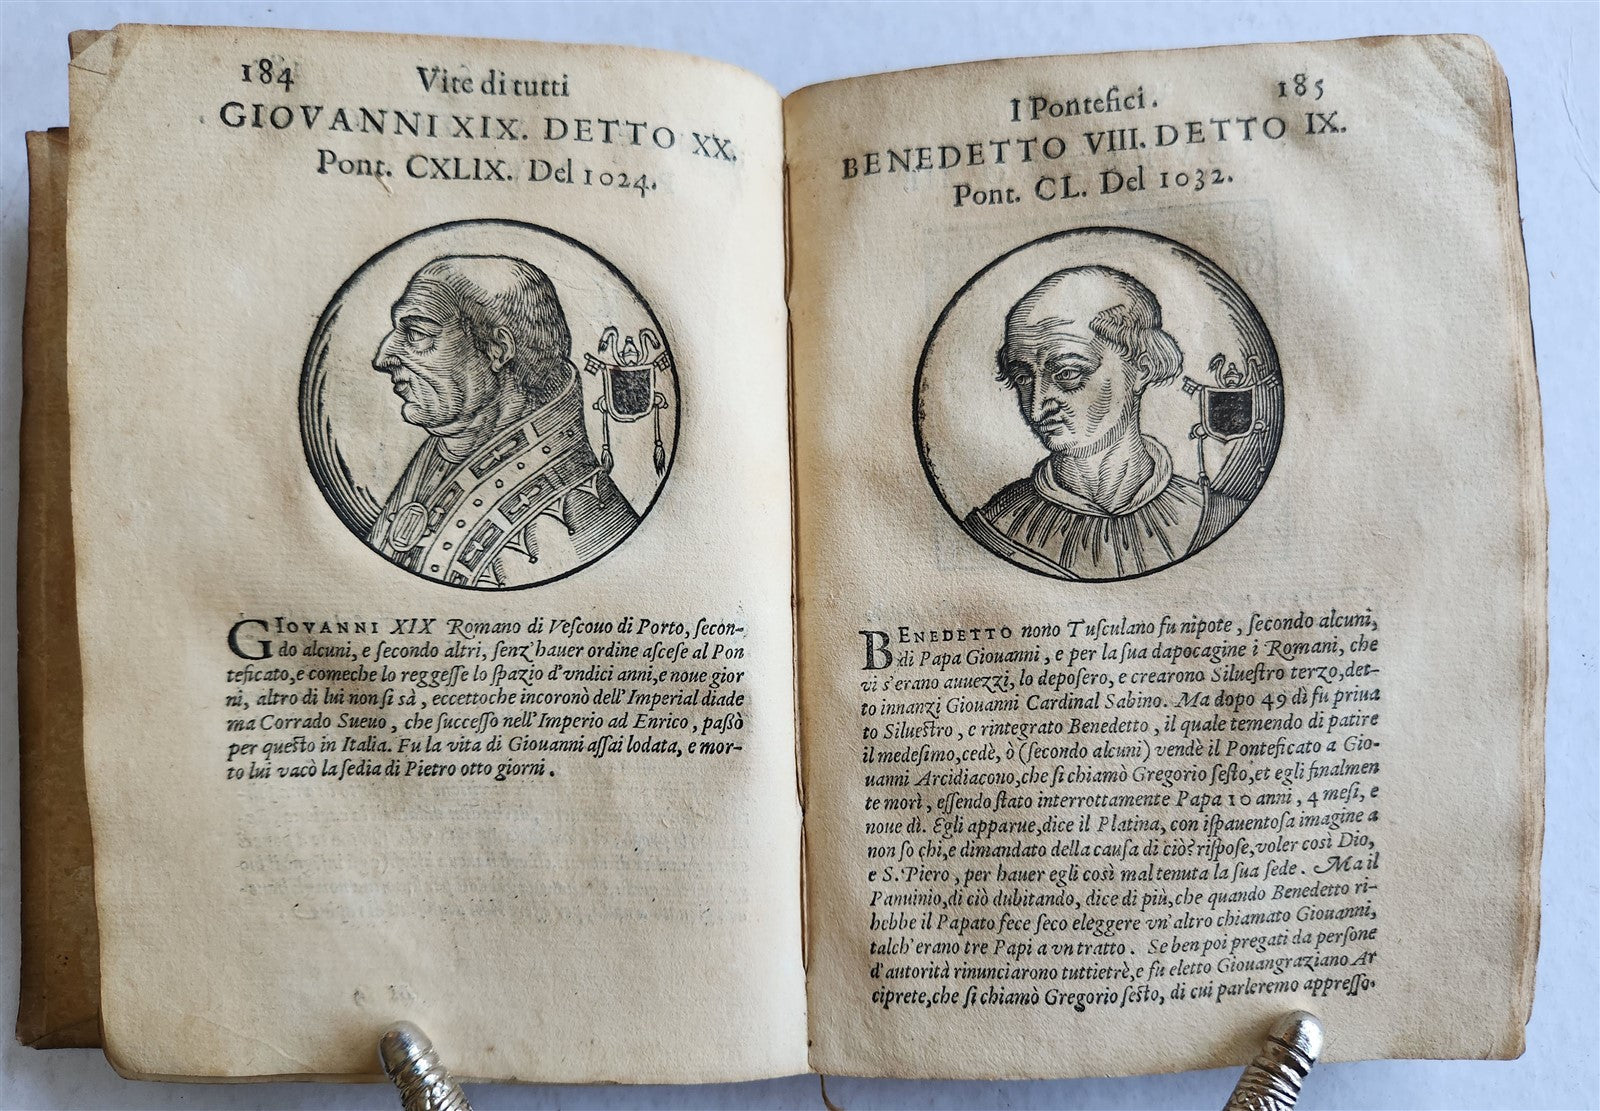 184
Vite di tutti
GIOVANNI XIX. DETTO XX.
Pont. CXLIX. Del 1024.
GIOVANNI XIX Romano di Veſcouo di Porto, ſecon-
do alcuni, e ſecondo altri, ſenz' hauer ordine aſceſe al Pon
teficato, e comeche lo reggeſſe lo ſpazio d'vndici anni, e noue gior
ni, altro di lui non ſi sà, eccettoche incoronò dell'Imperial diade
ma Corrado Sueuo, che ſucceſſo nell'Imperio ad Enrico, paßò
per queſto in Italia. Fu la vita di Giouanni aſſai lodata, e mor-
to lui vacò la ſedia di Pietro otto giorni.
I Pontefici.
185
BENEDETTO VIII. DETTO IX.
Pont. CL. Del 1032.
BENEDETTO nono Tuſculano fu nipote, ſecondo alcuni,
di Papa Giouanni, e per la ſua dapocagine i Romani, che
vi s'erano auuezzi, lo depoſero, e crearono Silueſtro terzo, det-
to innanzi Giouanni Cardinal Sabino. Ma dopo 49 dì fu priua
to Silueſtro, e rintegrato Benedetto, il quale temendo di patire
il medeſimo, cedè, ò (ſecondo alcuni) vendè il Ponteficato a Gio-
uanni Arcidiacono, che ſi chiamò Gregorio ſeſto, et egli finalmen
te morì, eſſendo ſtato interrottamente Papa 10 anni, 4 meſi, e
noue dì. Egli apparue, dice il Platina, con iſpauentoſa imagine a
non ſo chi, e dimandato della cauſa di ciò? riſpoſe, voler così Dio,
e S. Piero, per hauer egli così mal tenuta la ſua ſede. Ma il
Panuinio, di ciò dubitando, dice di più, che quando Benedetto ri-
hebbe il Papato fece ſeco eleggere vn'altro chiamato Giouanni,
talch'erano tre Papi a vn tratto. Se ben poi pregati da perſone
d'autorità rinunciarono tuttietrè, e fu eletto Giouangraziano Ar
ciprete, che ſi chiamò Gregorio ſeſto, di cui parleremo appreſſo.